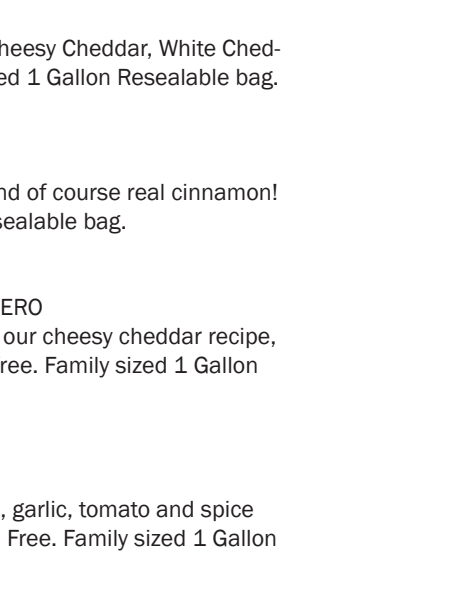 heesy Cheddar, White Ched-
ed 1 Gallon Resealable bag.
nd of course real cinnamon!
sealable bag.
ERO
our cheesy cheddar recipe,
ree. Family sized 1 Gallon
, garlic, tomato and spice
Free. Family sized 1 Gallon